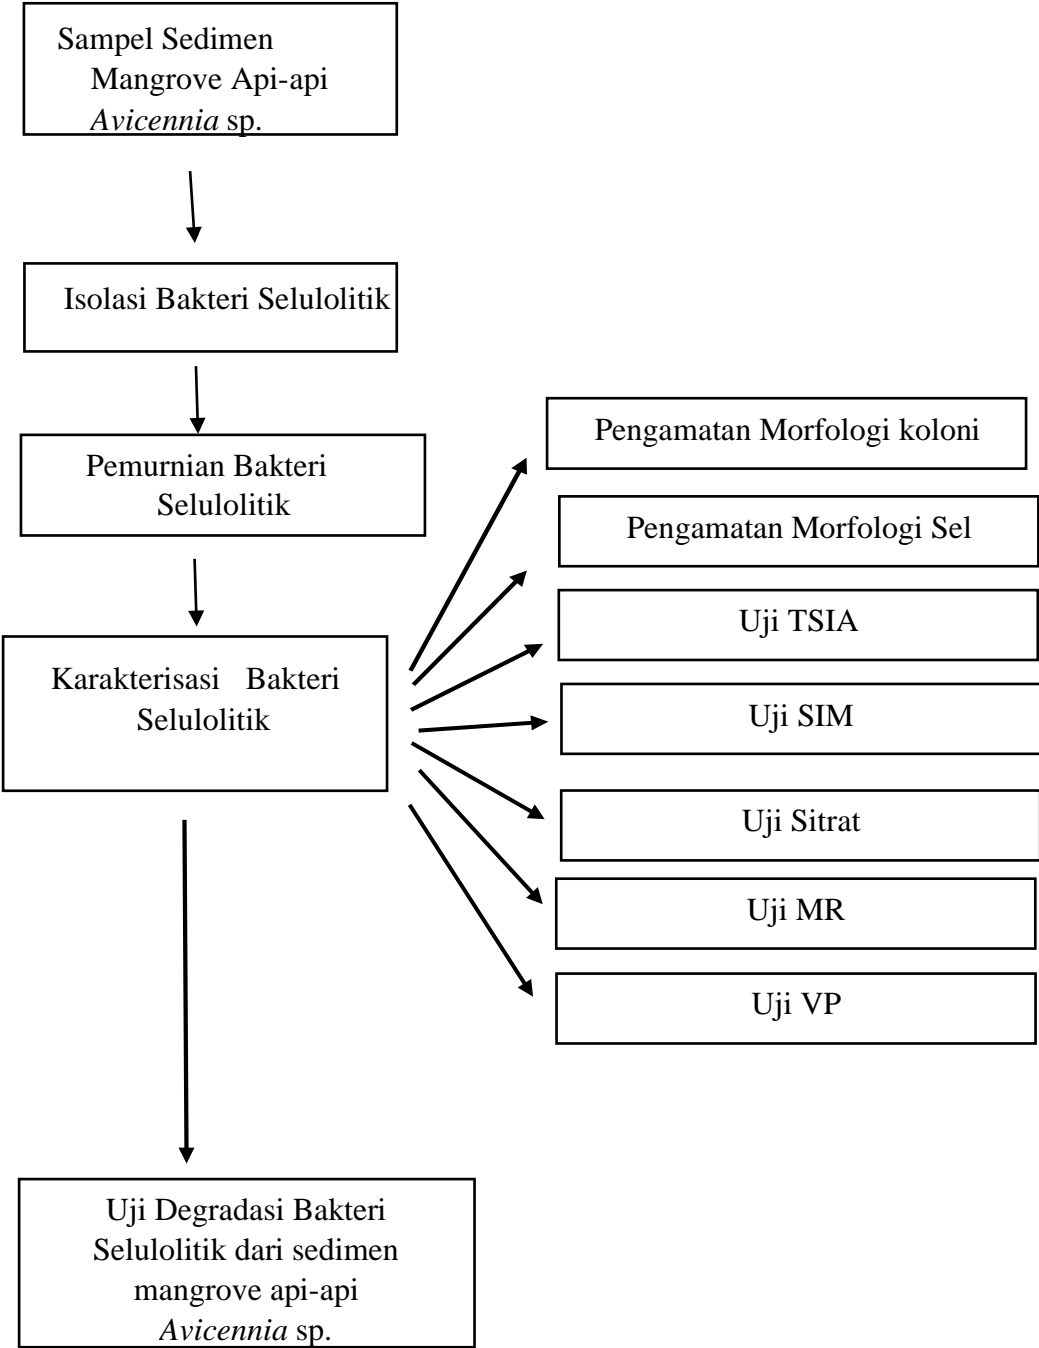 Sampel Sedimen
Mangrove Api-api
Avicennia sp.
Isolasi Bakteri Selulolitik
Pemurnian Bakteri
Selulolitik
Karakterisasi Bakteri
Selulolitik
Pengamatan Morfologi koloni
Pengamatan Morfologi Sel
Uji TSIA
Uji SIM
Uji Sitrat
Uji MR
Uji VP
Uji Degradasi Bakteri
Selulolitik dari sedimen
mangrove api-api
Avicennia sp.